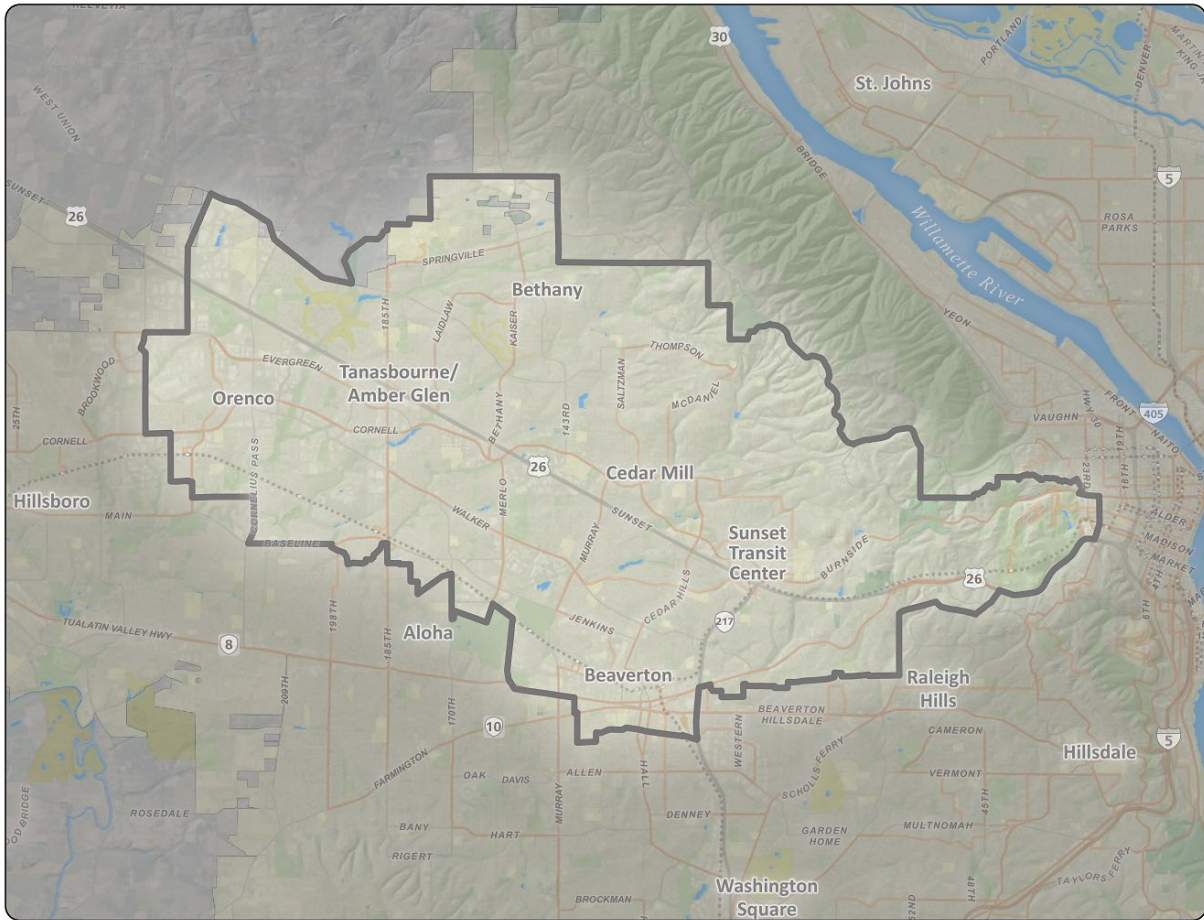 30
PORTLAND
DENVER
St. Johns
WEST UNION
BRIDGE
5
SUNSET
26
ROSA
PARKS
Willamette River
SPRINGVILLE
Bethany
185TH
LAIDLAW
KAISER
YEON
THOMPSON
EVERGREEN
Tanasbourne/
Amber Glen
SALTZMAN
MCDANIEL
BROOKWOOD
Orenco
25TH
BETHANY
143RD
VAUGHN
HWY 30
FRONT
405
NAITO
19TH
CORNELL
CORNELL
CORNELIUS PASS
26
Cedar Mill
23RD
18TH
Hillsboro
MAIN
MERLO
WALKER
SUNSET
MURRAY
Sunset
Transit
Center
BURNSIDE
ALDER
MADISON
MARKET
BASELINE
26
4TH
CEDAR HILLS
JENKINS
217
198TH
185TH
Aloha
TUALATIN VALLEY HWY
8
6TH
Beaverton
Raleigh
Hills
209TH
170TH
10
BEAVERTON
HILLSDALE
WESTERN
CAMERON
Hillsdale
5
FARMINGTON
OAK
DAVIS
ALLEN
HALL
SCHOLLS FERRY
VERMONT
45TH
MURRAY
ROSEDALE
DENNEY
BANY
HART
GARDEN
HOME
MULTNOMAH
RIGERT
TAYLORS FERRY
48TH
Washington
Square
BROCKMAN